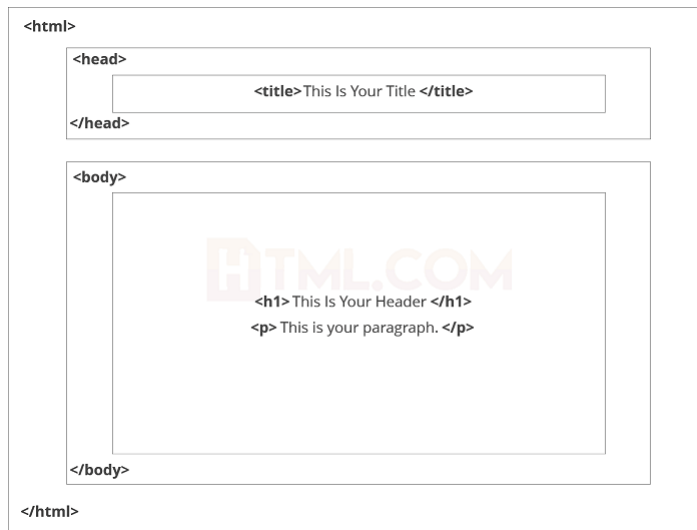 <html>
<head>
<title>This Is Your Title </title>
</head>
<body>
HTML.COM
<h1> This Is Your Header </h1>
<p> This is your paragraph. </p>
</body>
</html>